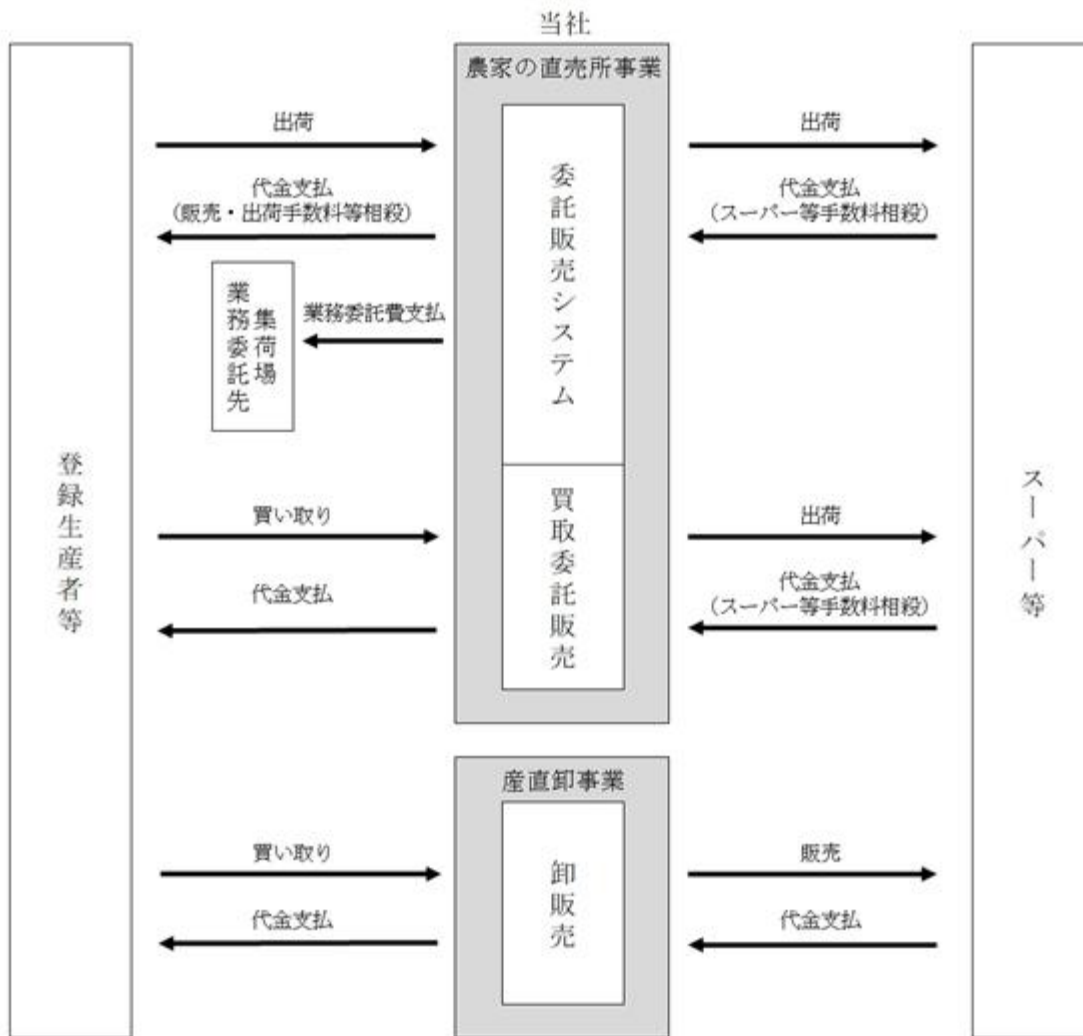 当社
農家の直売所事業
出荷
出荷
代金支払
(販売・出荷手数料等相殺)
代金支払
(スーパー等手数料相殺)
委託販売システム
業務委託費支払
集荷場
業務委託先
登録生産者等
スーパー等
買い取り
出荷
代金支払
代金支払
(スーパー等手数料相殺)
買取委託販売
産直卸事業
買い取り
販売
代金支払
代金支払
卸販売